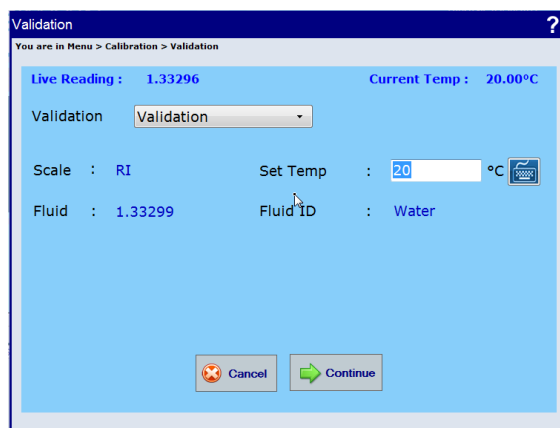 Validation ?
You are in Menu > Calibration > Validation
Live Reading : 1.33296 Current Temp : 20.00ºC
Validation Validation
Scale : RI Set Temp : 20 °C
Fluid : 1.33299 Fluid ID : Water
Cancel Continue